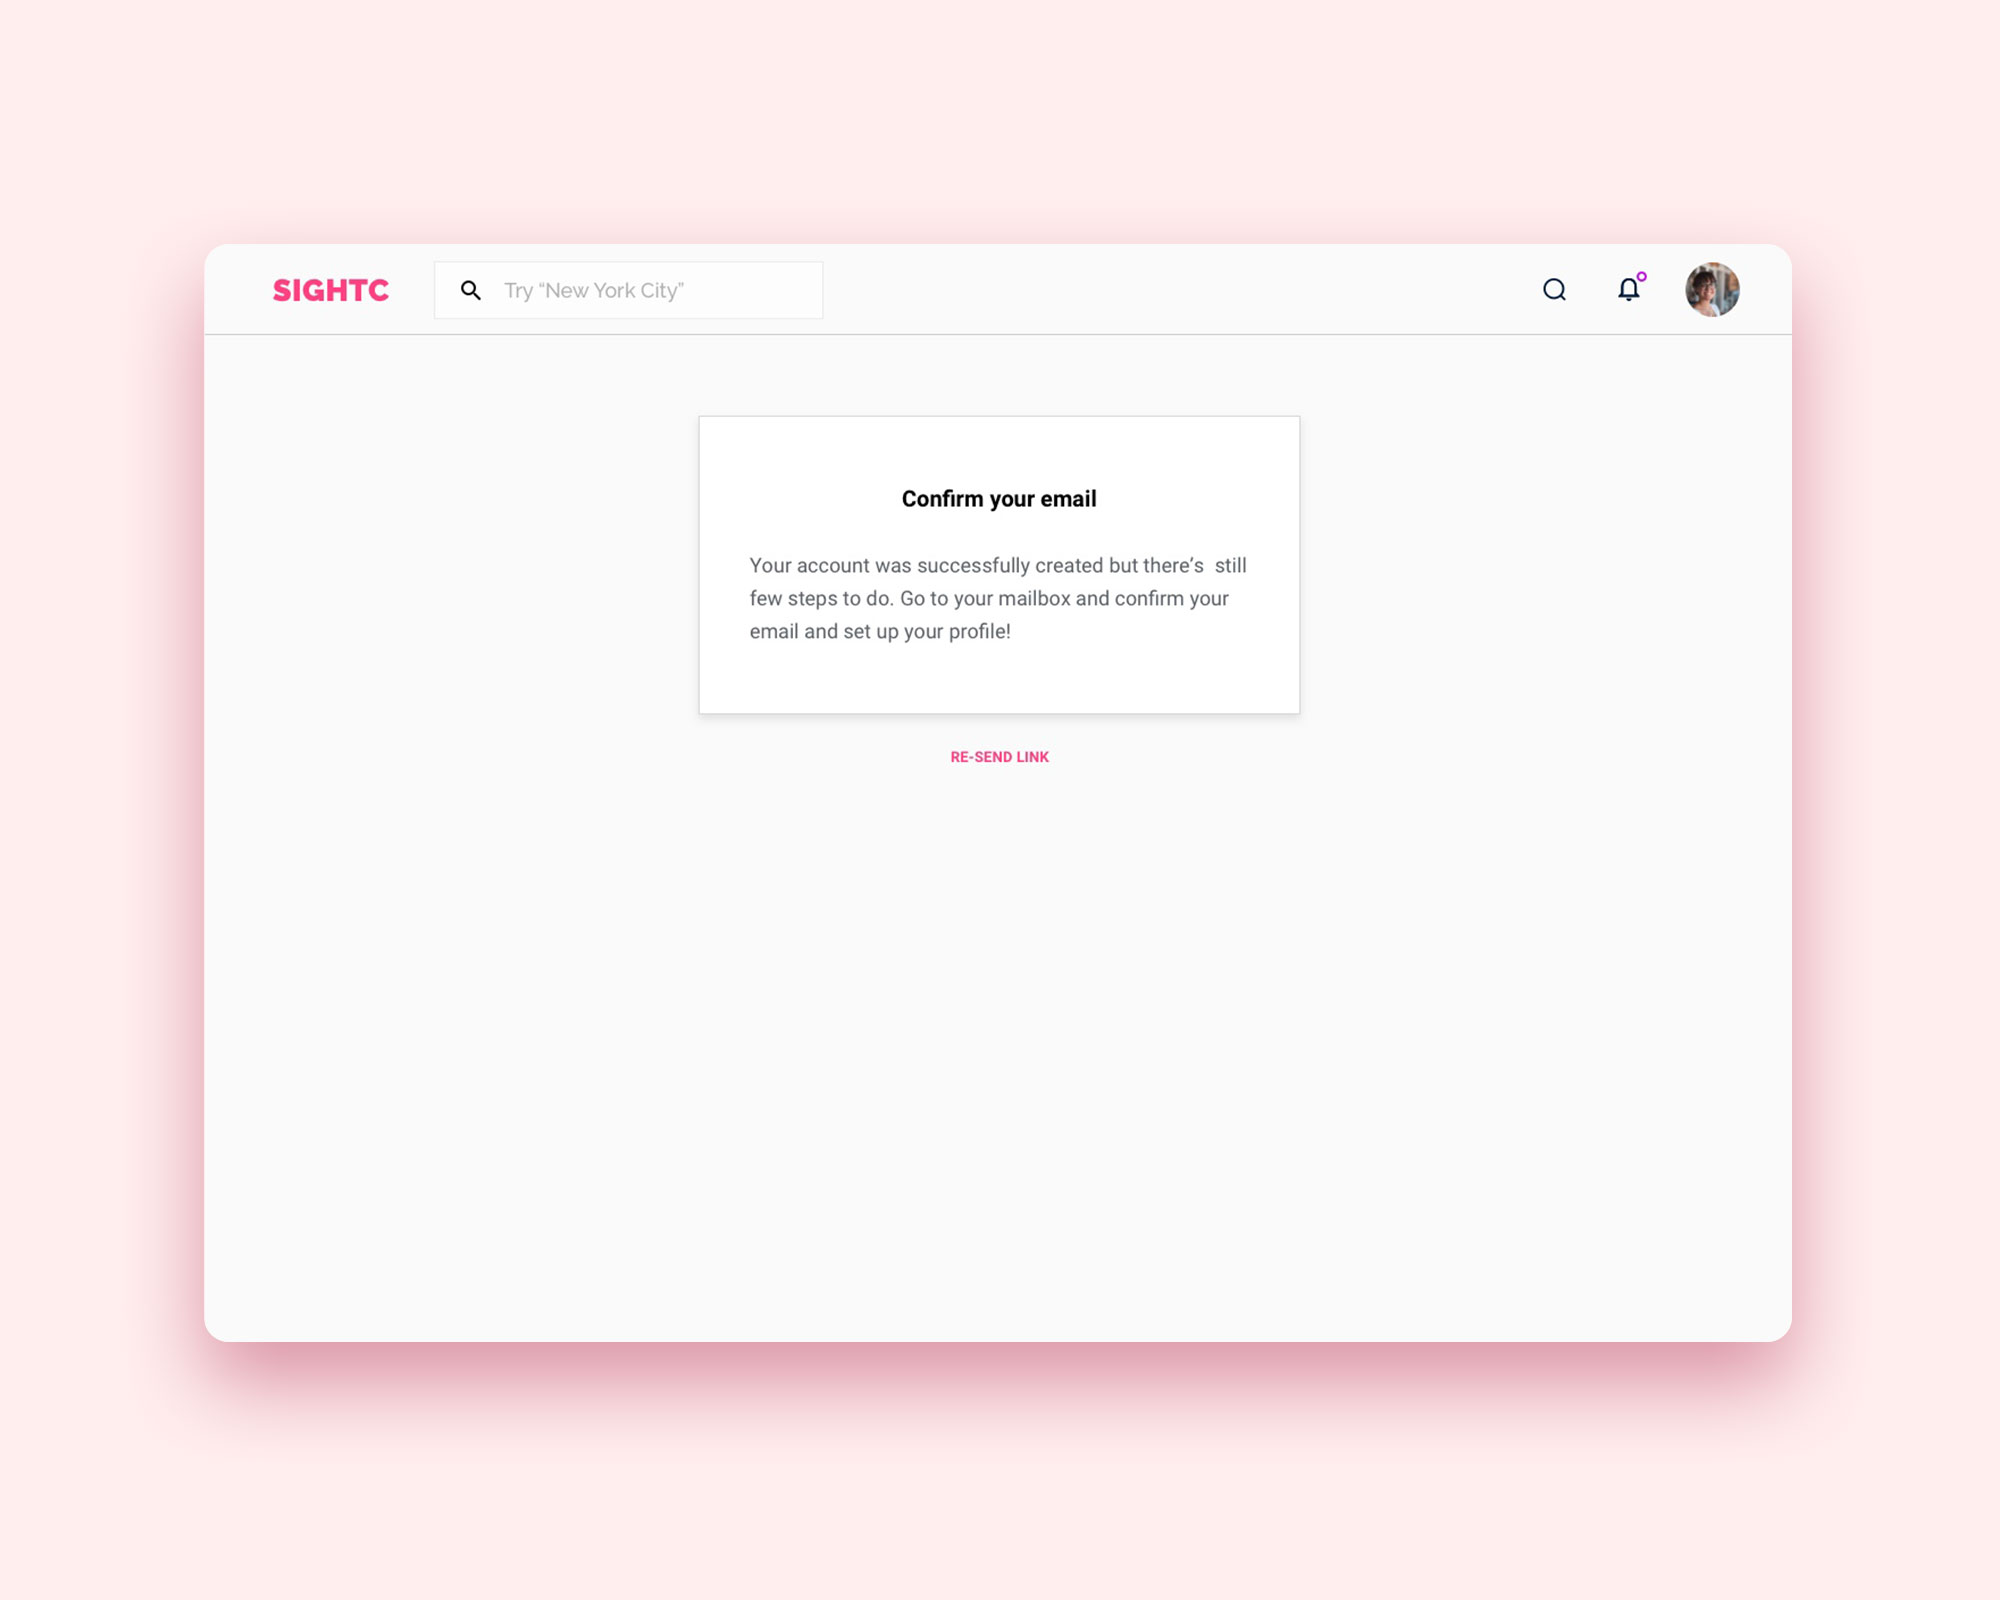 SIGHTC
Try “New York City”
Confirm your email
Your account was successfully created but there’s  still
few steps to do. Go to your mailbox and confirm your
email and set up your profile!
RE-SEND LINK